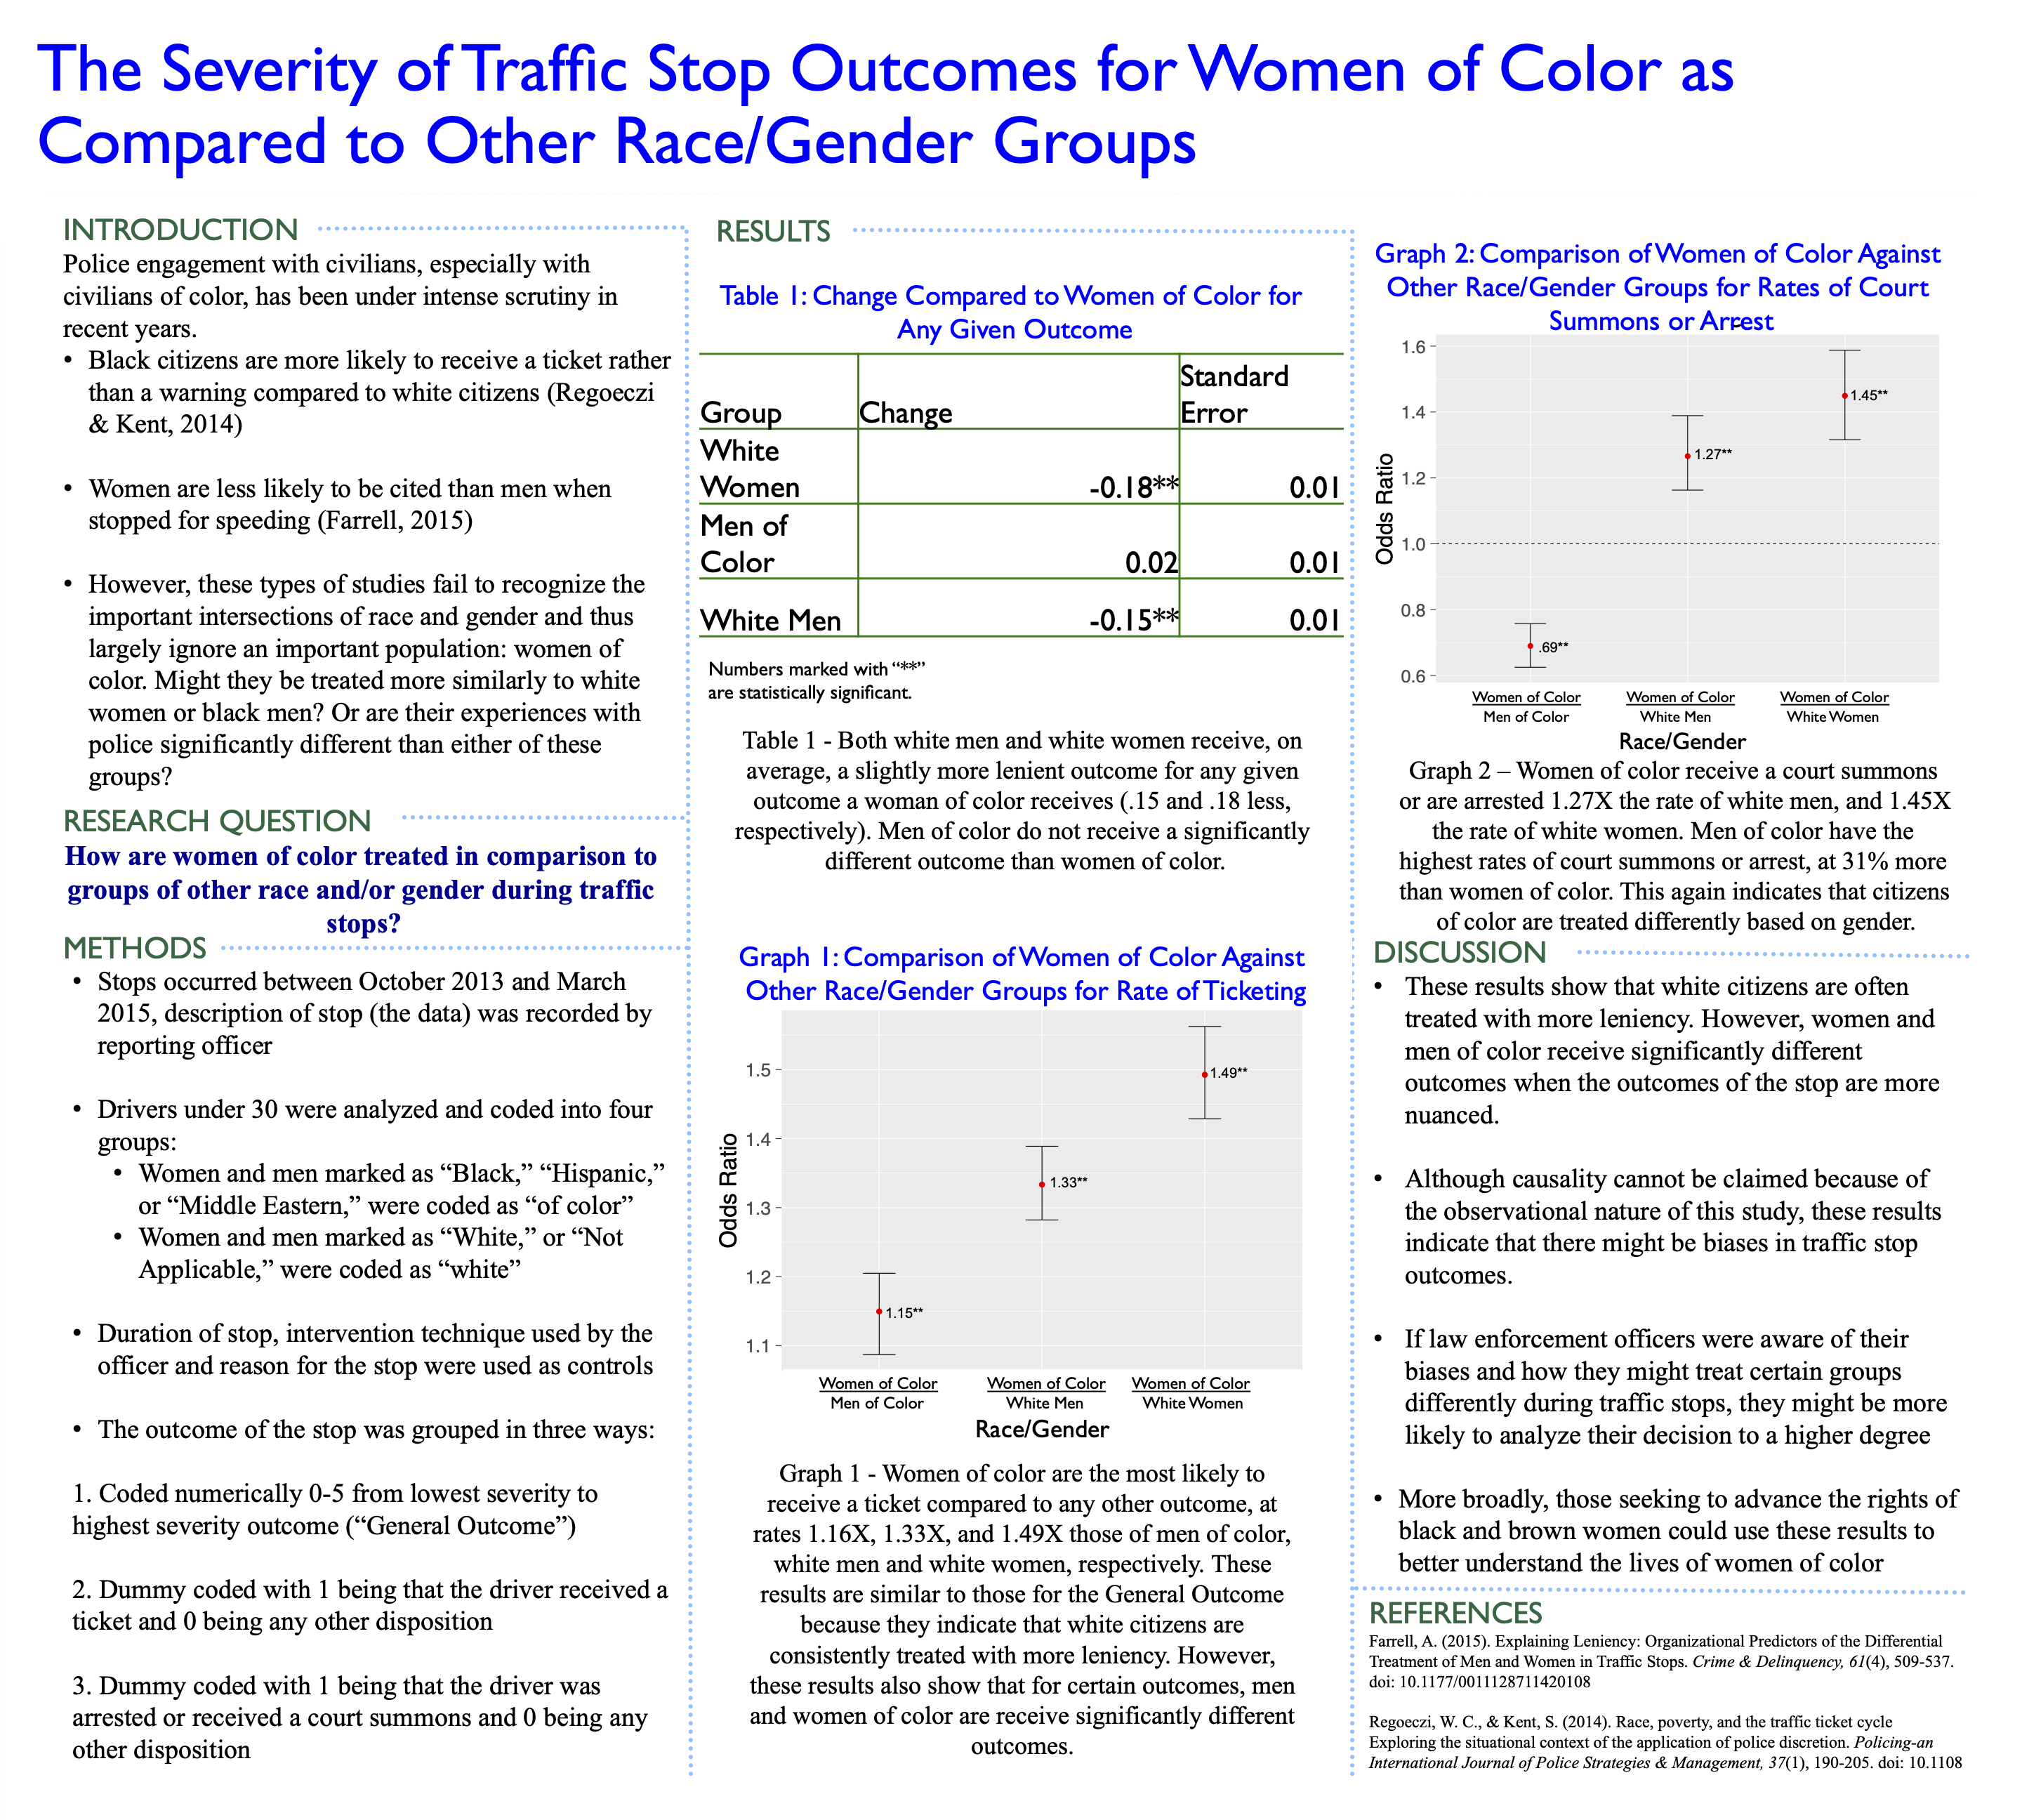 The Severity of Traffic Stop Outcomes for Women of Color as
Compared to Other Race/Gender Groups
INTRODUCTION
Police engagement with civilians, especially with
civilians of color, has been under intense scrutiny in
recent years.
• Black citizens are more likely to receive a ticket rather
than a warning compared to white citizens (Regoeczi
& Kent, 2014)
• Women are less likely to be cited than men when
stopped for speeding (Farrell, 2015)
• However, these types of studies fail to recognize the
important intersections of race and gender and thus
largely ignore an important population: women of
color. Might they be treated more similarly to white
women or black men? Or are their experiences with
police significantly different than either of these
groups?
RESEARCH QUESTION
How are women of color treated in comparison to
groups of other race and/or gender during traffic
stops?
METHODS
• Stops occurred between October 2013 and March
2015, description of stop (the data) was recorded by
reporting officer
• Drivers under 30 were analyzed and coded into four
groups:
• Women and men marked as “Black,” “Hispanic,”
or “Middle Eastern,” were coded as “of color”
• Women and men marked as “White,” or “Not
Applicable,” were coded as “white”
• Duration of stop, intervention technique used by the
officer and reason for the stop were used as controls
• The outcome of the stop was grouped in three ways:
1. Coded numerically 0-5 from lowest severity to
highest severity outcome (“General Outcome”)
2. Dummy coded with 1 being that the driver received a
ticket and 0 being any other disposition
3. Dummy coded with 1 being that the driver was
arrested or received a court summons and 0 being any
other disposition
RESULTS
Table 1: Change Compared to Women of Color for
Any Given Outcome
Group Change Standard
Error
White
Women -0.18** 0.01
Men of
Color 0.02 0.01
White Men -0.15** 0.01
Numbers marked with “**”
are statistically significant.
Table 1 - Both white men and white women receive, on
average, a slightly more lenient outcome for any given
outcome a woman of color receives (.15 and .18 less,
respectively). Men of color do not receive a significantly
different outcome than women of color.
Graph 1: Comparison of Women of Color Against
Other Race/Gender Groups for Rate of Ticketing
Odds Ratio
1.5
1.4
1.3
1.2
1.1
1.15**
1.33**
1.49**
Women of Color Women of Color Women of Color
Men of Color White Men White Women
Race/Gender
Graph 1 - Women of color are the most likely to
receive a ticket compared to any other outcome, at
rates 1.16X, 1.33X, and 1.49X those of men of color,
white men and white women, respectively. These
results are similar to those for the General Outcome
because they indicate that white citizens are
consistently treated with more leniency. However,
these results also show that for certain outcomes, men
and women of color are receive significantly different
outcomes.
Graph 2: Comparison of Women of Color Against
Other Race/Gender Groups for Rates of Court
Summons or Arrest
Odds Ratio
1.6
1.4
1.2
1.0
0.8
0.6
.69**
1.27**
1.45**
Women of Color Women of Color Women of Color
Men of Color White Men White Women
Race/Gender
Graph 2 – Women of color receive a court summons
or are arrested 1.27X the rate of white men, and 1.45X
the rate of white women. Men of color have the
highest rates of court summons or arrest, at 31% more
than women of color. This again indicates that citizens
of color are treated differently based on gender.
DISCUSSION
• These results show that white citizens are often
treated with more leniency. However, women and
men of color receive significantly different
outcomes when the outcomes of the stop are more
nuanced.
• Although causality cannot be claimed because of
the observational nature of this study, these results
indicate that there might be biases in traffic stop
outcomes.
• If law enforcement officers were aware of their
biases and how they might treat certain groups
differently during traffic stops, they might be more
likely to analyze their decision to a higher degree
• More broadly, those seeking to advance the rights of
black and brown women could use these results to
better understand the lives of women of color
REFERENCES
Farrell, A. (2015). Explaining Leniency: Organizational Predictors of the Differential
Treatment of Men and Women in Traffic Stops. Crime & Delinquency, 61(4), 509-537.
doi: 10.1177/0011128711420108
Regoeczi, W. C., & Kent, S. (2014). Race, poverty, and the traffic ticket cycle
Exploring the situational context of the application of police discretion. Policing-an
International Journal of Police Strategies & Management, 37(1), 190-205. doi: 10.1108